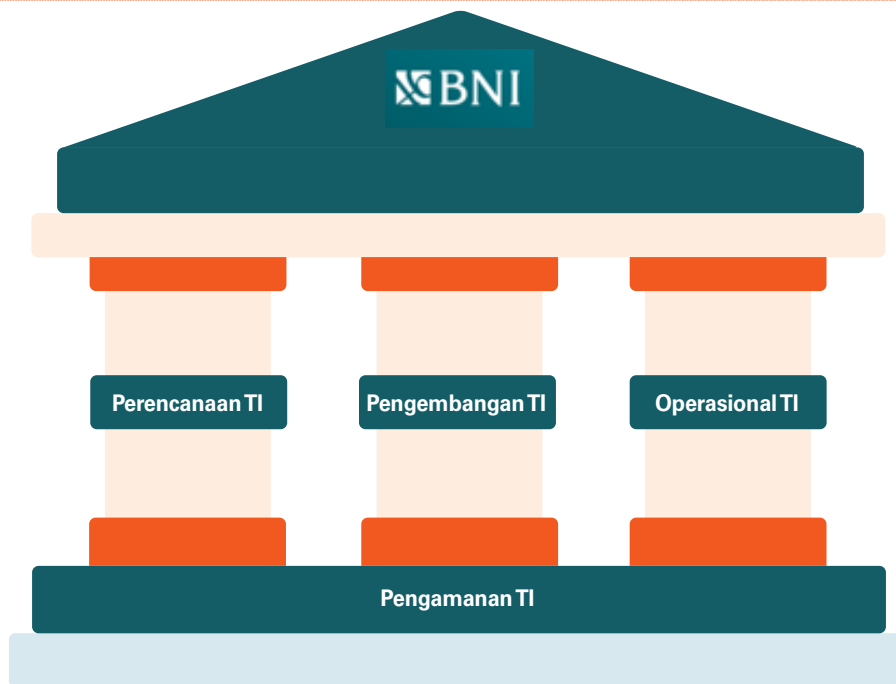 BNI
Perencanaan TI
Pengembangan TI
Operasional TI
Pengamanan TI